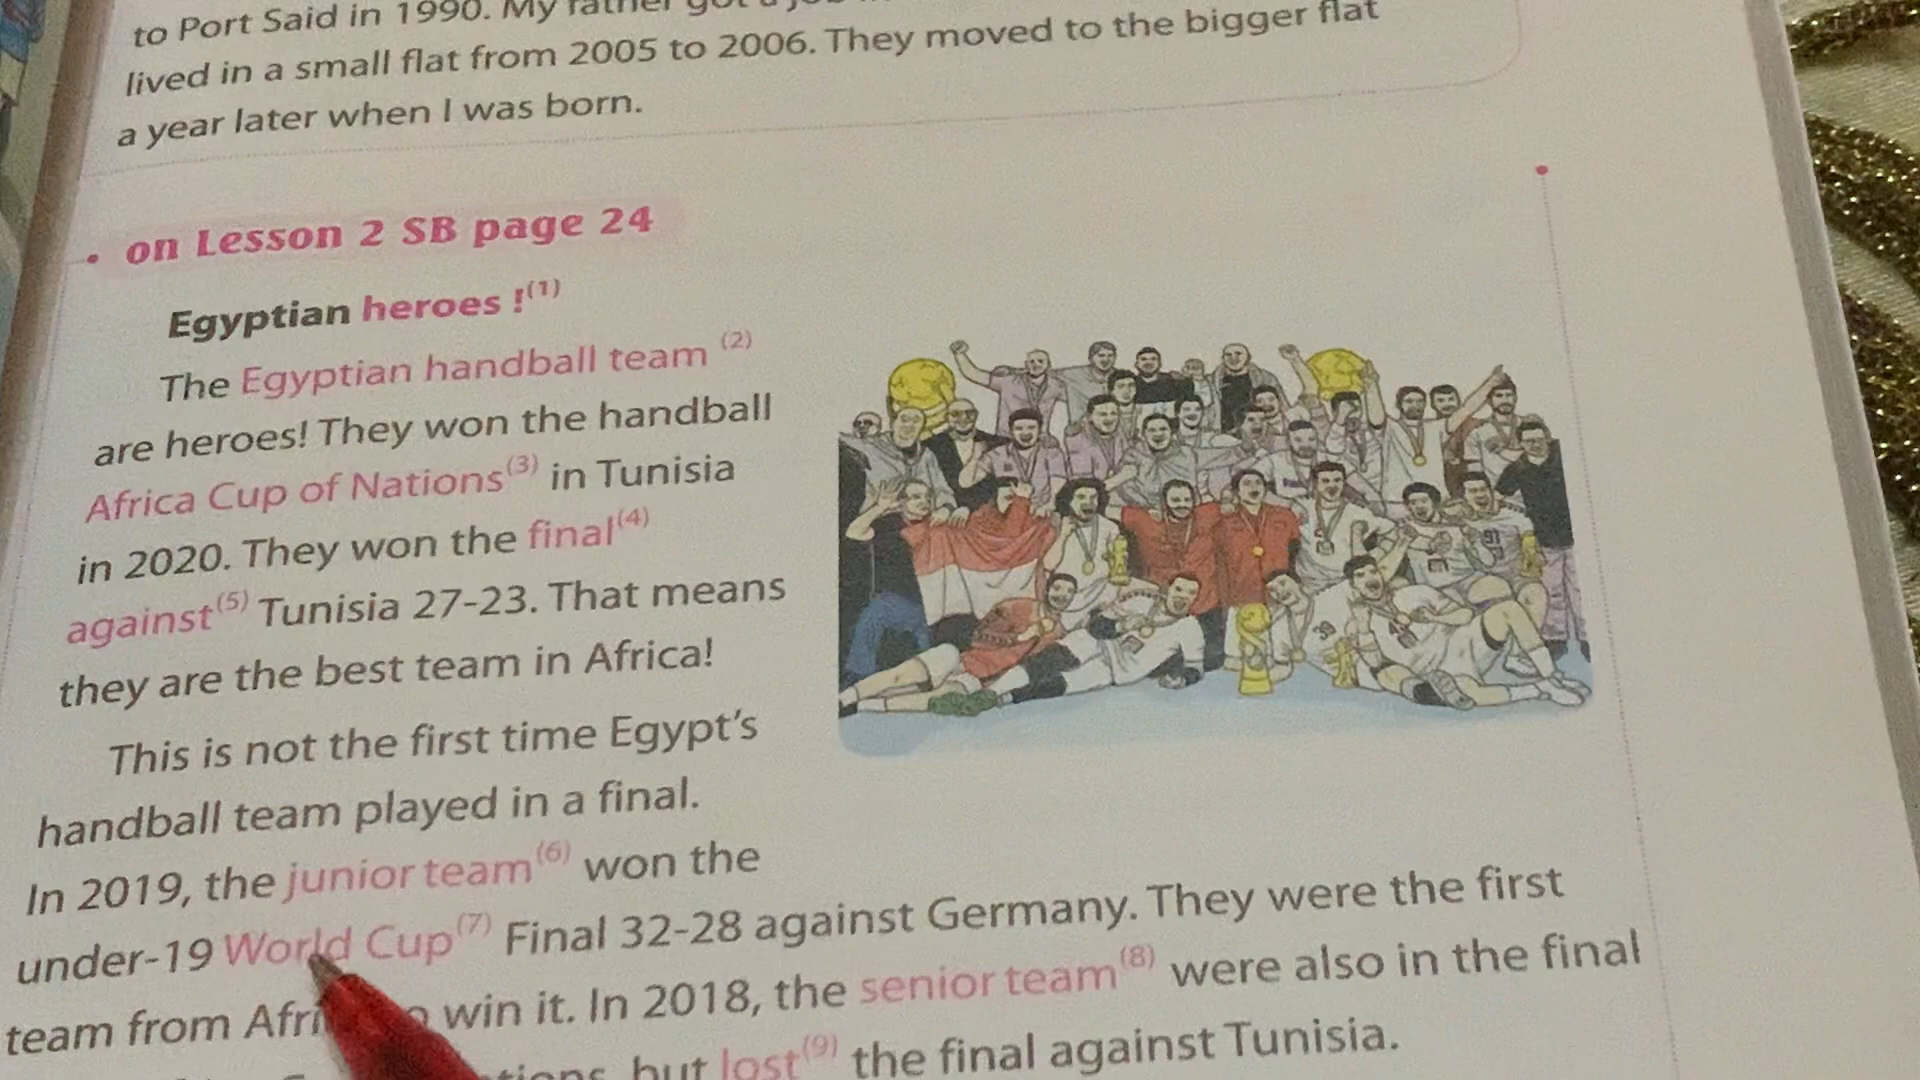 to Port Said in 1990. My father got a
lived in a small flat from 2005 to 2006. They moved to the bigger flat
a year later when I was born.
• on Lesson 2 SB page 24
Egyptian heroes !(1)
The Egyptian handball team (2)
are heroes! They won the handball
Africa Cup of Nations(3) in Tunisia
in 2020. They won the final(4)
against(5) Tunisia 27-23. That means
they are the best team in Africa!
This is not the first time Egypt's
handball team played in a final.
In 2019, the junior team(6) won the
under-19 World Cup(7) Final 32-28 against Germany. They were the first
team from win it. In 2018, the senior team(8) were also in the final
but lost(9) the final against Tunisia.